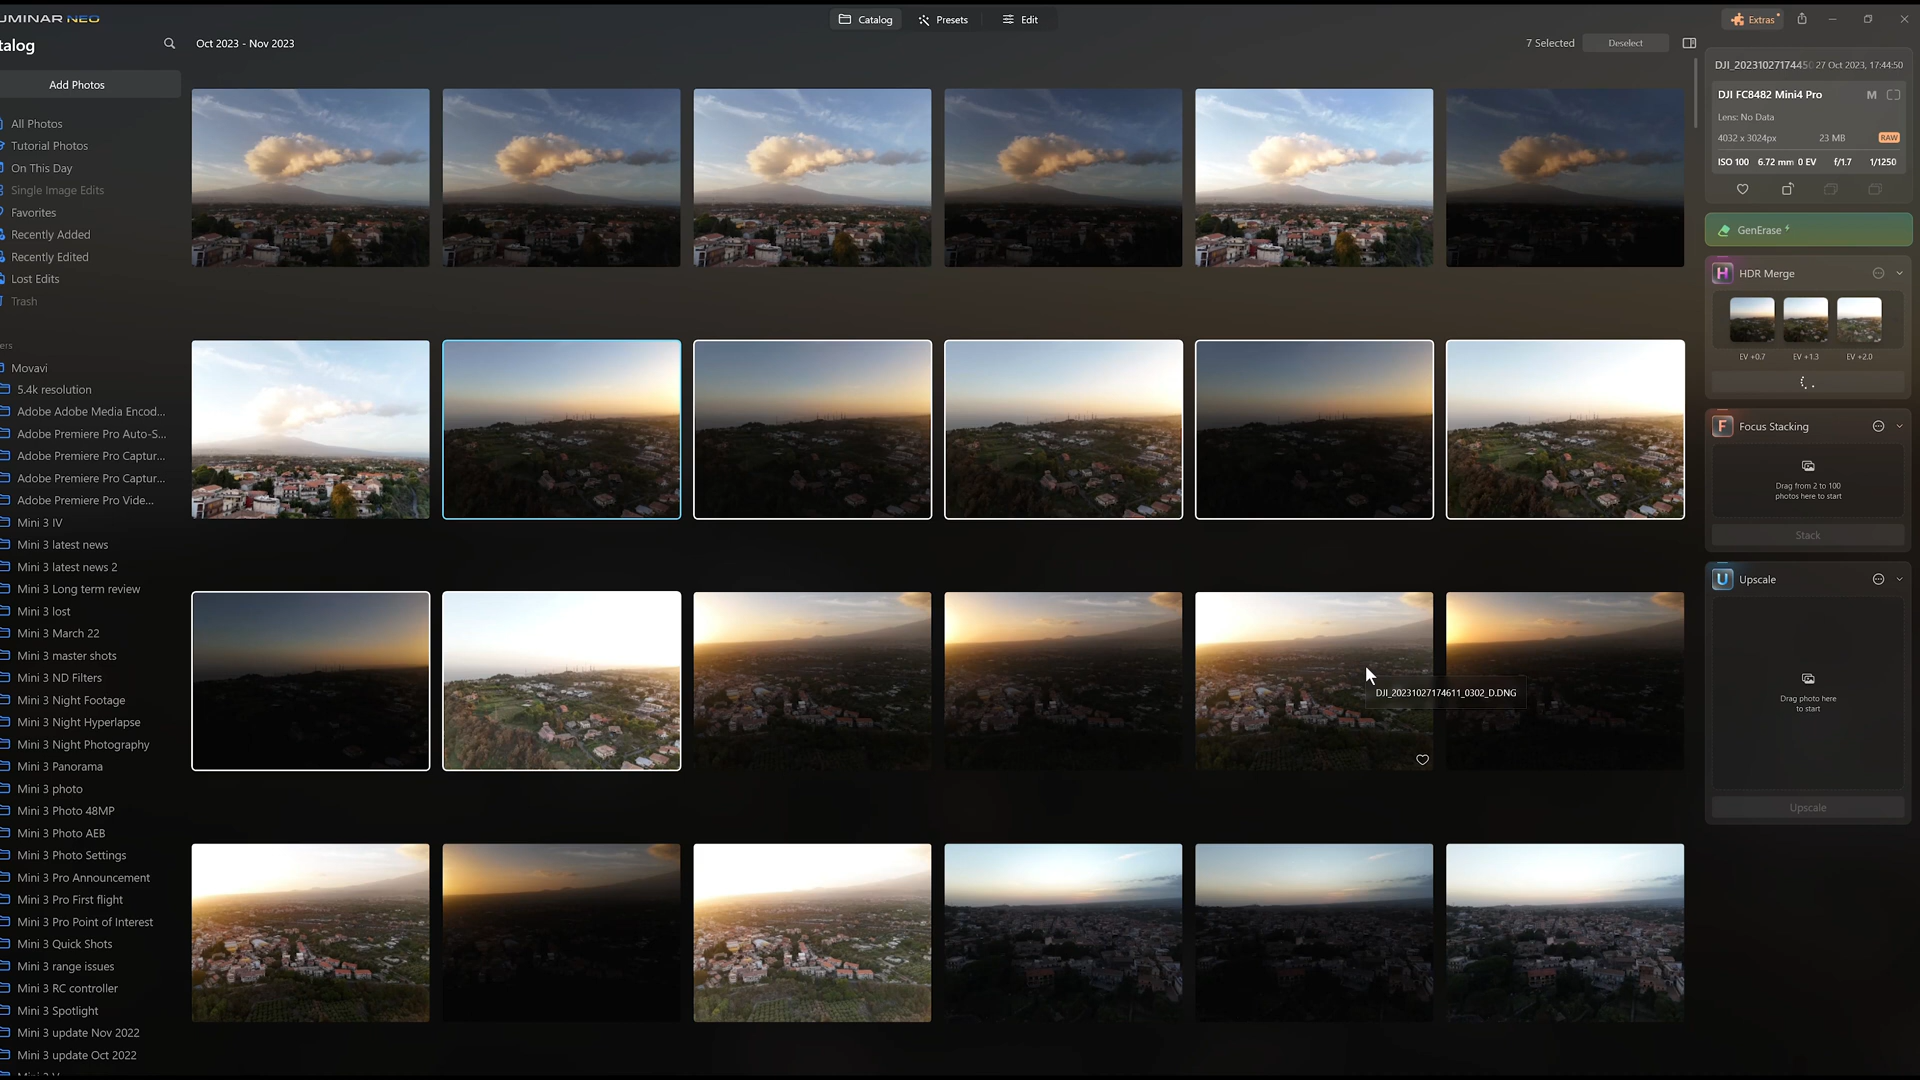 UMINAR NEO
Catalog
Presets
Edit
Extras
talog
Oct 2023 - Nov 2023
7 Selected
Deselect
Add Photos
All Photos
Tutorial Photos
On This Day
Single Image Edits
Favorites
Recently Added
Recently Edited
Lost Edits
Trash
ers
Movavi
5.4k resolution
Adobe Adobe Media Encod...
Adobe Premiere Pro Auto-S...
Adobe Premiere Pro Captur...
Adobe Premiere Pro Captur...
Adobe Premiere Pro Vide...
Mini 3 IV
Mini 3 latest news
Mini 3 latest news 2
Mini 3 Long term review
Mini 3 lost
Mini 3 March 22
Mini 3 master shots
Mini 3 ND Filters
Mini 3 Night Footage
Mini 3 Night Hyperlapse
Mini 3 Night Photography
Mini 3 Panorama
Mini 3 photo
Mini 3 Photo 48MP
Mini 3 Photo AEB
Mini 3 Photo Settings
Mini 3 Pro Announcement
Mini 3 Pro First flight
Mini 3 Pro Point of Interest
Mini 3 Quick Shots
Mini 3 range issues
Mini 3 RC controller
Mini 3 Spotlight
Mini 3 update Nov 2022
Mini 3 update Oct 2022
DJI_20231027174611_0302_D.DNG
DJI_20231027174450 27 Oct 2023, 17:44:50
DJI FC8482 Mini4 Pro M
Lens: No Data
4032 x 3024px 23 MB RAW
ISO 100 6.72 mm 0 EV f/1.7 1/1250
GenErase
H HDR Merge
EV +0.7 EV +1.3 EV +2.0
F Focus Stacking
Drag from 2 to 100
photos here to start
Stack
U Upscale
Drag photo here
to start
Upscale